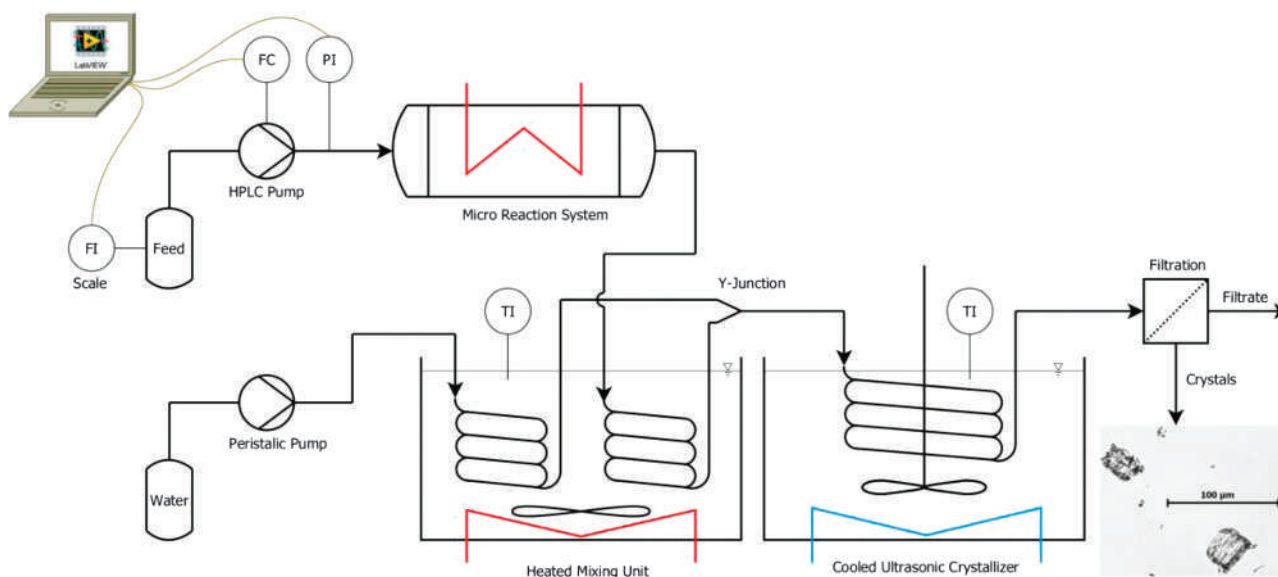 LabVIEW
FC
PI
HPLC Pump
Micro Reaction System
FI
Feed
Scale
Y-Junction
Filtration
TI
TI
Filtrate
Crystals
Peristalic Pump
100 µm
Water
Heated Mixing Unit
Cooled Ultrasonic Crystallizer